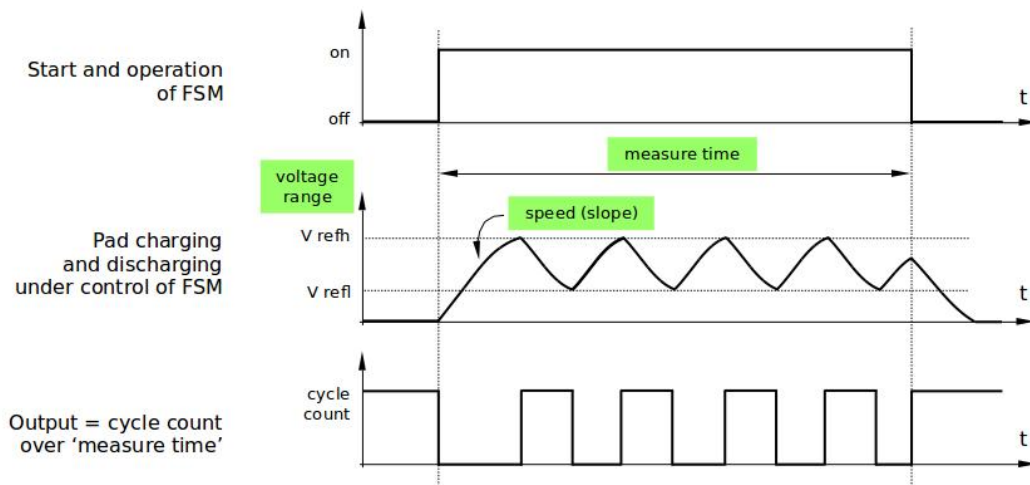 Start and operation
of FSM
on
off
t
measure time
voltage
range
speed (slope)
Pad charging
and discharging
under control of FSM
V refh
V refl
t
Output = cycle count
over ‘measure time’
cycle
count
t